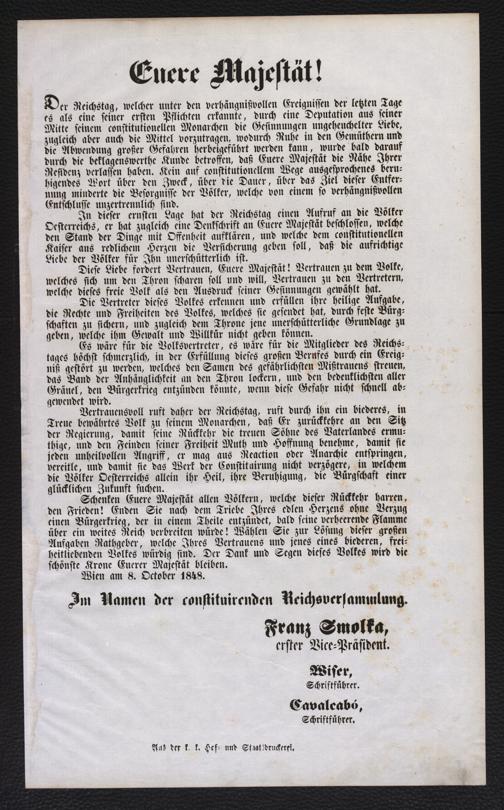 Euere Majestät!
Der Reichstag, welcher unter den verhängnißvollen Ereignissen der letzten Tage
es als eine seiner ersten Pflichten erkannte, durch eine Deputation aus seiner
Mitte seinem constitutionellen Monarchen die Gesinnungen ungeheuchelter Liebe,
zugleich aber auch die Mittel vorzutragen, wodurch Ruhe in den Gemüthern und
die Abwendung großer Gefahren herbeigeführt werden kann, wurde bald darauf
durch die beklagenswerthe Kunde betroffen, daß Euere Majestät die Nähe Ihrer
Residenz verlassen haben. Kein auf constitutionellem Wege ausgesprochenes beru-
higendes Wort über den Zweck, über die Dauer, über das Ziel dieser Entfer-
nung minderte die Besorgnisse der Völker, welche von einem so verhängnißvollen
Entschlusse unzertrennlich sind.
In dieser ernsten Lage hat der Reichstag einen Aufruf an die Völker
Oesterreichs, er hat zugleich eine Denkschrift an Euere Majestät beschlossen, welche
den Stand der Dinge mit Offenheit aufklären, und welche dem constitutionellen
Kaiser aus redlichem Herzen die Versicherung geben soll, daß die aufrichtige
Liebe der Völker für Ihn unerschütterlich ist.
Diese Liebe fordert Vertrauen, Euere Majestät! Vertrauen zu dem Volke,
welches sich um den Thron scharen soll und will, Vertrauen zu den Vertretern,
welche dieses freie Volk als den Ausdruck seiner Gesinnungen gewählt hat.
Die Vertreter dieses Volkes erkennen und erfüllen ihre heilige Aufgabe,
die Rechte und Freiheiten des Volkes, welches sie gesendet hat, durch feste Bürg-
schaften zu sichern, und zugleich dem Throne jene unerschütterliche Grundlage zu
geben, welche ihm Gewalt und Willkür nicht geben können.
Es wäre für die Volksvertreter, es wäre für die Mitglieder des Reichs-
tages höchst schmerzlich, in der Erfüllung dieses großen Berufes durch ein Ereig-
niß gestört zu werden, welches den Samen des gefährlichsten Mißtrauens streuen,
das Band der Anhänglichkeit an den Thron lockern, und den bedenklichsten aller
Gräuel, den Bürgerkrieg entzünden könnte, wenn diese Gefahr nicht schnell ab-
gewendet wird.
Vertrauensvoll ruft daher der Reichstag, ruft durch ihn ein biederes, in
Treue bewährtes Volk zu seinem Monarchen, daß Er zurückkehre an den Sitz
der Regierung, damit seine Rückkehr die treuen Söhne des Vaterlandes ermu-
thige, und den Feinden seiner Freiheit Muth und Hoffnung benehme, damit sie
jeden unheilvollen Angriff, er mag aus Reaction oder Anarchie entspringen,
vereitle, und damit sie das Werk der Constituirung nicht verzögere, in welchem
die Völker Oesterreichs allein ihr Heil, ihre Beruhigung, die Bürgschaft einer
glücklichen Zukunft suchen.
Schenken Euere Majestät allen Völkern, welche dieser Rückkehr harren,
den Frieden! Enden Sie nach dem Triebe Ihres edlen Herzens ohne Verzug
einen Bürgerkrieg, der in einem Theile entzündet, bald seine verheerende Flamme
über ein weites Reich verbreiten würde! Wählen Sie zur Lösung dieser großen
Aufgaben Rathgeber, welche Ihres Vertrauens und jenes eines biederen, frei-
heitliebenden Volkes würdig sind. Der Dank und Segen dieses Volkes wird die
schönste Krone Euerer Majestät bleiben.
Wien am 8. October 1848.
Im Namen der constituirenden Reichsversammlung.
Franz Smolka,
erster Vice-Präsident.
Wiser,
Schriftführer.
Cavalcabó,
Schriftführer.
Aus der k. k. Hof- und Staatsdruckerei.